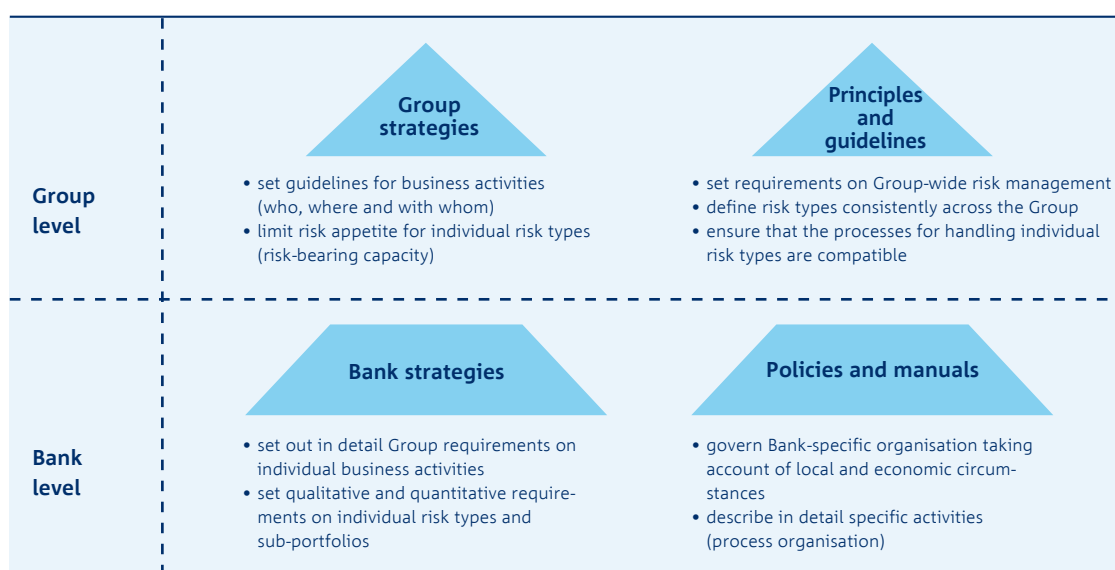 Group
strategies
Principles
and
guidelines
Group
level
• set guidelines for business activities
(who, where and with whom)
• limit risk appetite for individual risk types
(risk-bearing capacity)
• set requirements on Group-wide risk management
• define risk types consistently across the Group
• ensure that the processes for handling individual
risk types are compatible
Bank strategies
Policies and manuals
Bank
level
• set out in detail Group requirements on
individual business activities
• set qualitative and quantitative require-
ments on individual risk types and
sub-portfolios
• govern Bank-specific organisation taking
account of local and economic circum-
stances
• describe in detail specific activities
(process organisation)